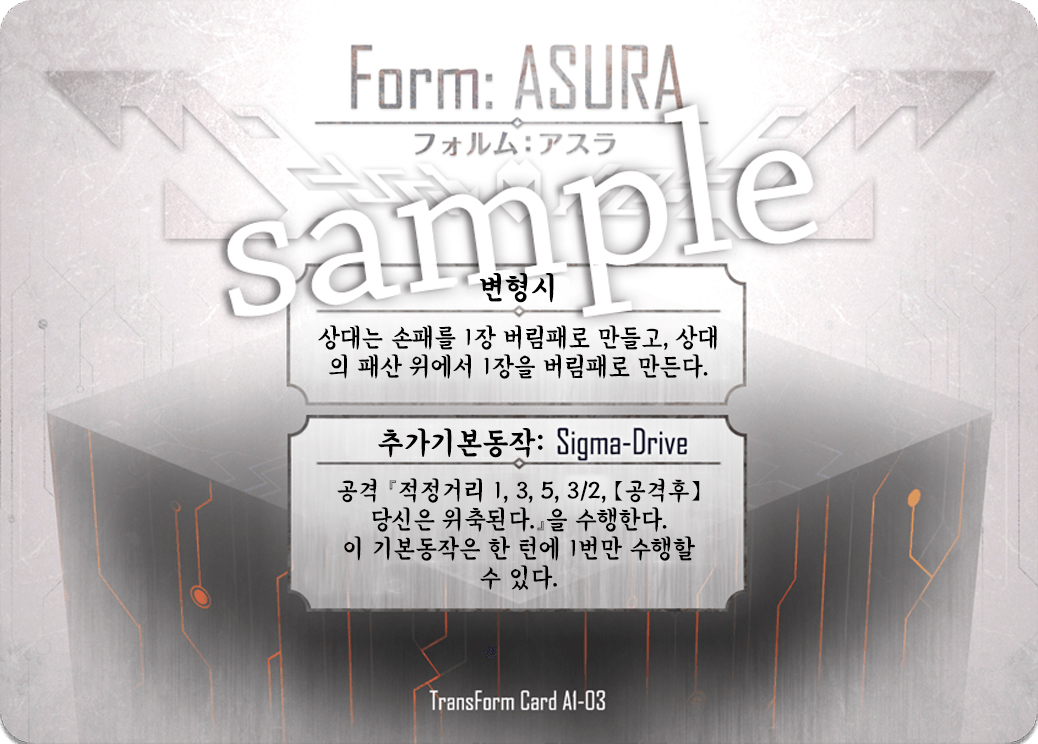 Form: ASURA
フォルム：アスラ
sample
변형시
상대는 손패를 1장 버림패로 만들고, 상대
의 패산 위에서 1장을 버림패로 만든다.
추가기본동작: Sigma-Drive
공격 『적정거리 1, 3, 5, 3/2, 【공격후】
당신은 위축된다.』을 수행한다.
이 기본동작은 한 턴에 1번만 수행할
수 있다.
TransForm Card A1-03